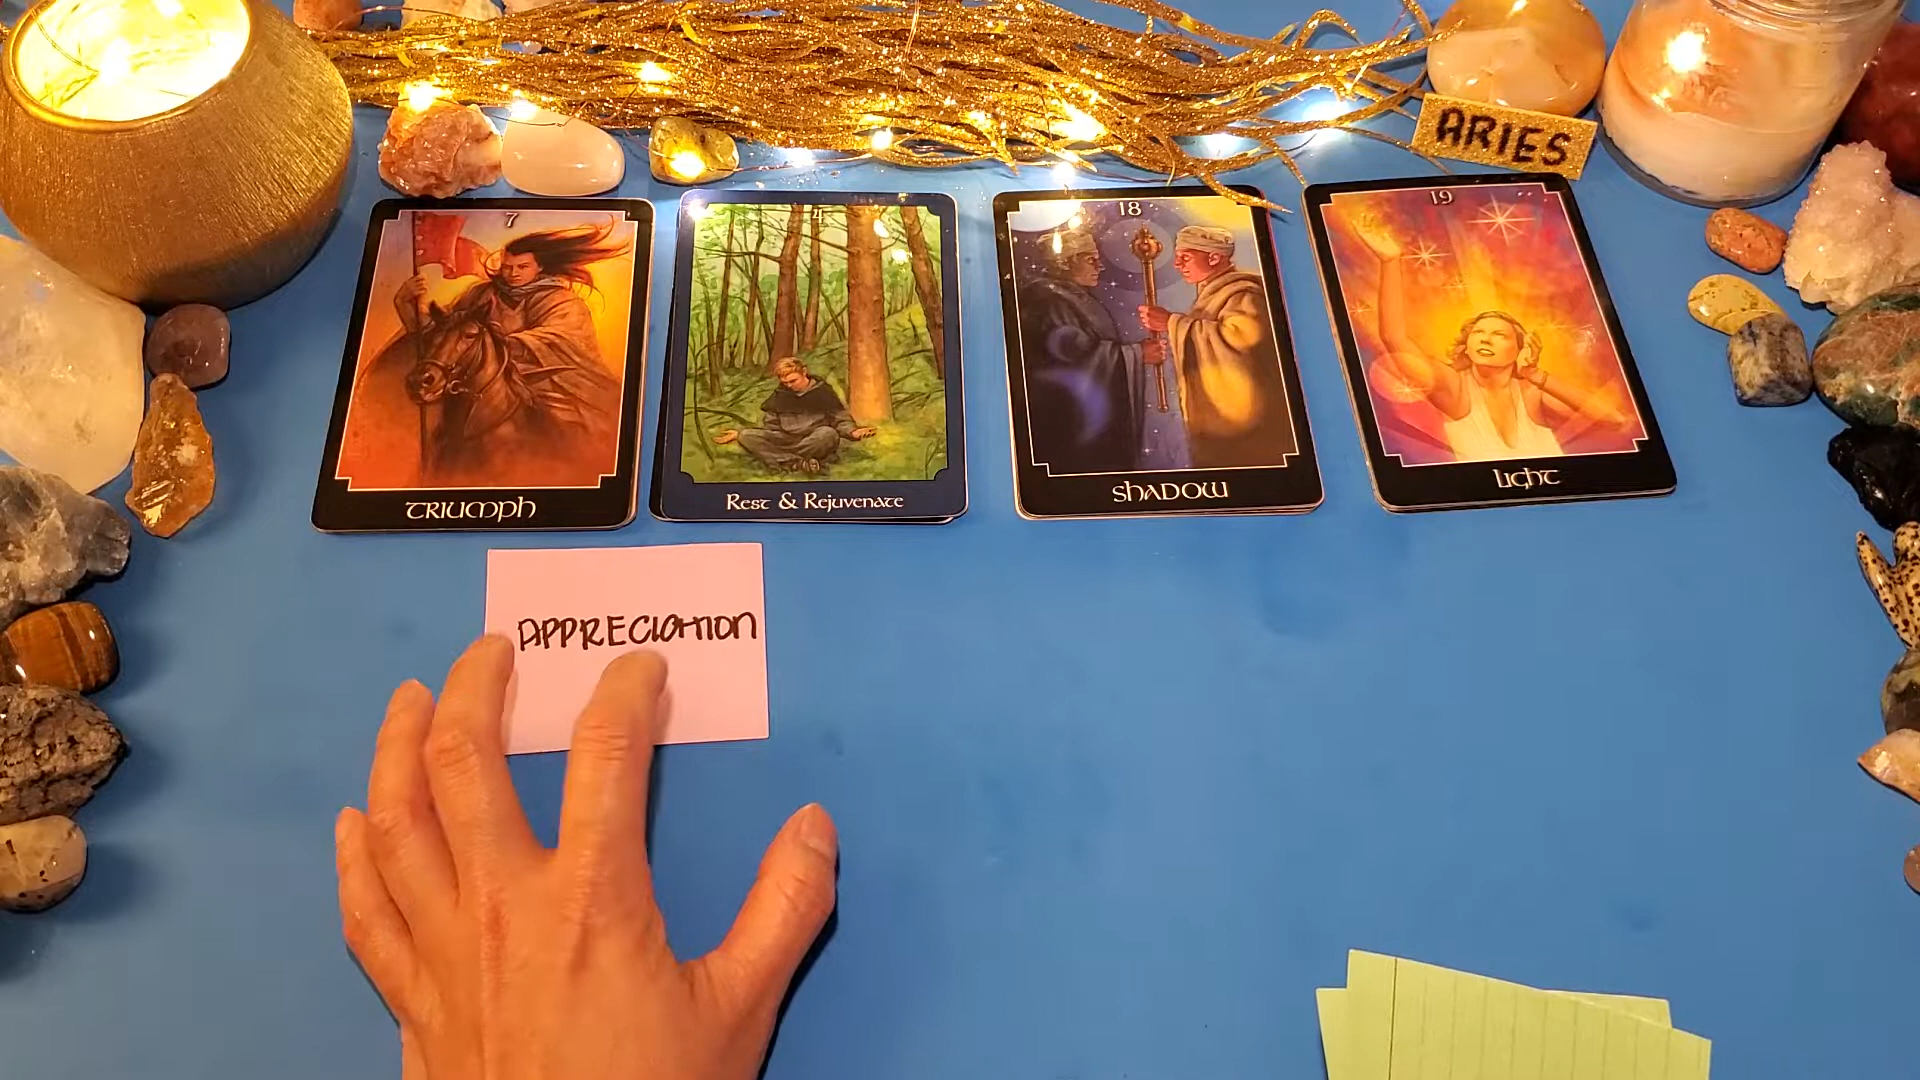 ARIES
7
4
18
19
TRIUMPH
Rest & Rejuvenate
SHADOW
LIGHT
APPRECIATION